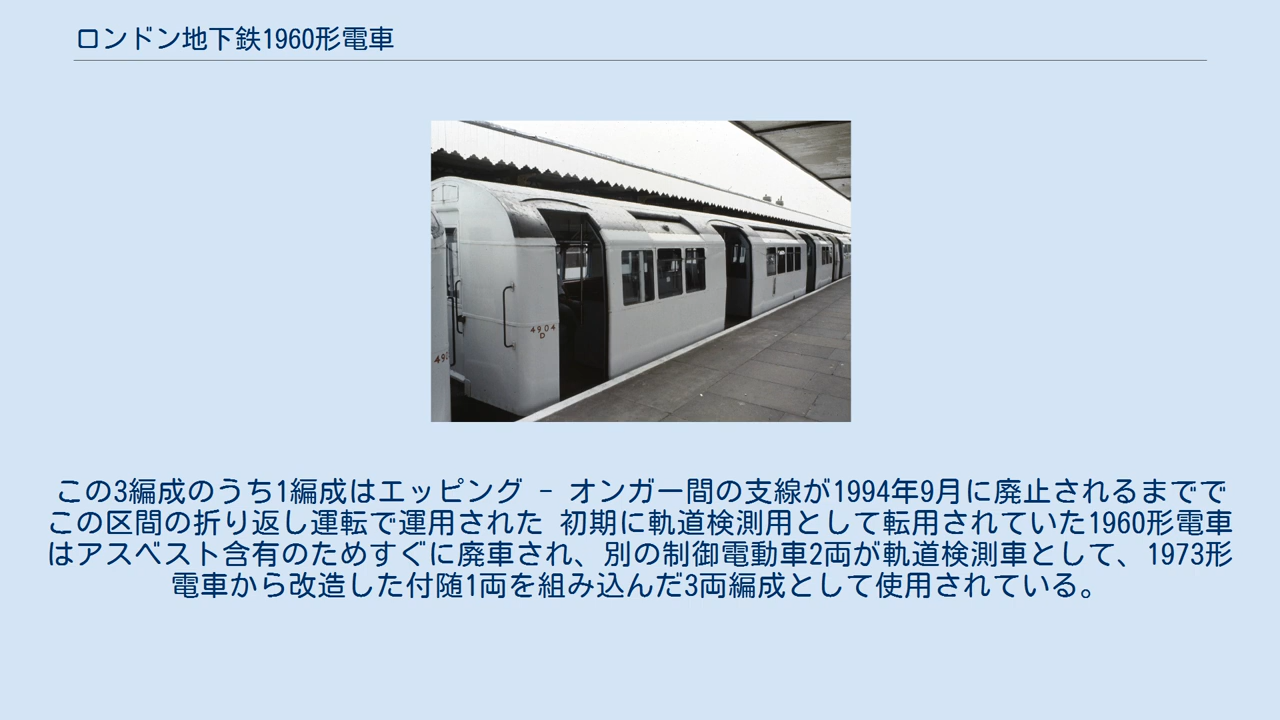 ロンドン地下鉄1960形電車
4904
D
490
この3編成のうち1編成はエッピング － オンガー間の支線が1994年9月に廃止されるまでで
この区間の折り返し運転で運用された 初期に軌道検測用として転用されていた1960形電車
はアスベスト含有のためすぐに廃車され、別の制御電動車2両が軌道検測車として、1973形
電車から改造した付随1両を組み込んだ3両編成として使用されている。